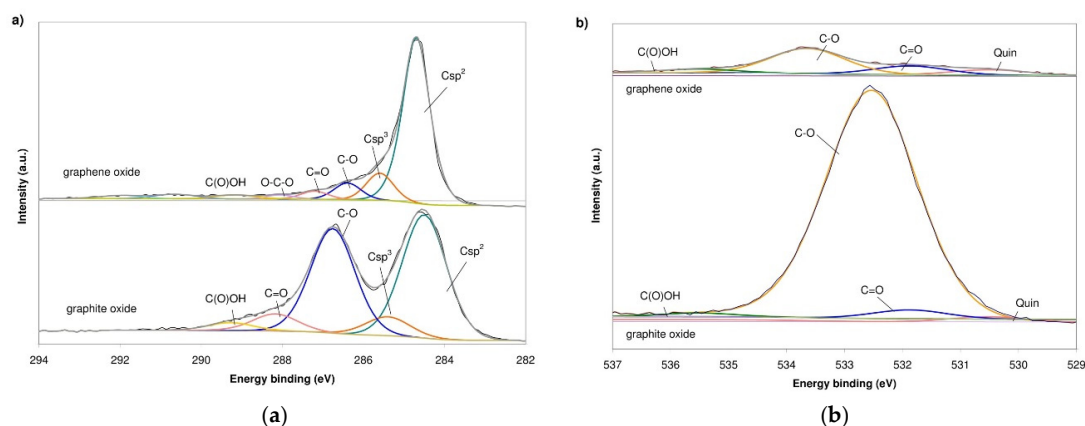 a)
Csp²
Csp³
C-O
C=O
O-C-O
C(O)OH
graphene oxide
Intensity (a.u.)
C-O
Csp³
Csp²
C=O
C(O)OH
graphite oxide
294 292 290 288 286 284 282
Energy binding (eV)
(a)
b)
C(O)OH
C-O
C=O
Quin
graphene oxide
C-O
Intensity (a.u.)
C(O)OH
C=O
Quin
graphite oxide
537 536 535 534 533 532 531 530 529
Energy binding (eV)
(b)